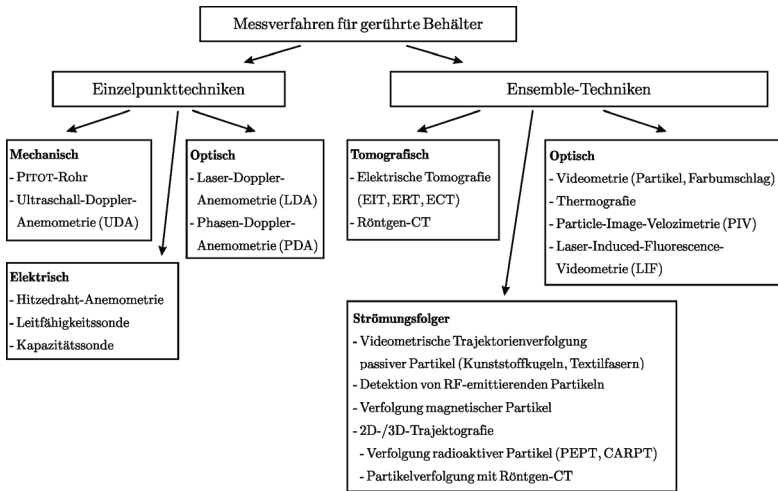 Messverfahren für gerührte Behälter
Einzelpunkttechniken
Ensemble-Techniken
Mechanisch
- PITOT-Rohr
- Ultraschall-Doppler-
Anemometrie (UDA)
Optisch
- Laser-Doppler-
Anemometrie (LDA)
- Phasen-Doppler-
Anemometrie (PDA)
Elektrisch
- Hitzedraht-Anemometrie
- Leitfähigkeitssonde
- Kapazitätssonde
Tomografisch
- Elektrische Tomografie
(EIT, ERT, ECT)
- Röntgen-CT
Optisch
- Videometrie (Partikel, Farbumschlag)
- Thermografie
- Particle-Image-Velozimetrie (PIV)
- Laser-Induced-Fluorescence-
Videometrie (LIF)
Strömungsfolger
- Videometrische Trajektorienverfolgung
passiver Partikel (Kunststoffkugeln, Textilfasern)
- Detektion von RF-emittierenden Partikeln
- Verfolgung magnetischer Partikel
- 2D-/3D-Trajektografie
- Verfolgung radioaktiver Partikel (PEPT, CARPT)
- Partikelverfolgung mit Röntgen-CT